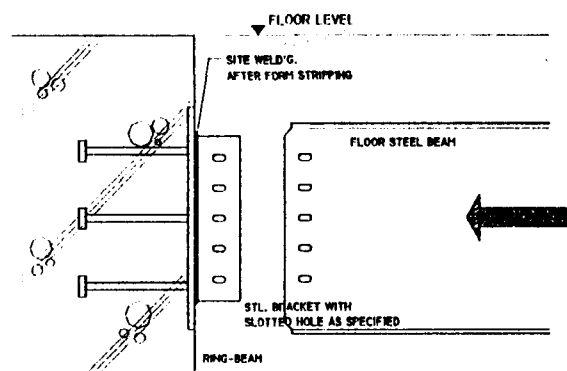 FLOOR LEVEL
SITE WELD'G.
AFTER FORM STRIPPING
FLOOR STEEL BEAM
STL. BRACKET WITH
SLOTTED HOLE AS SPECIFIED
RING-BEAM